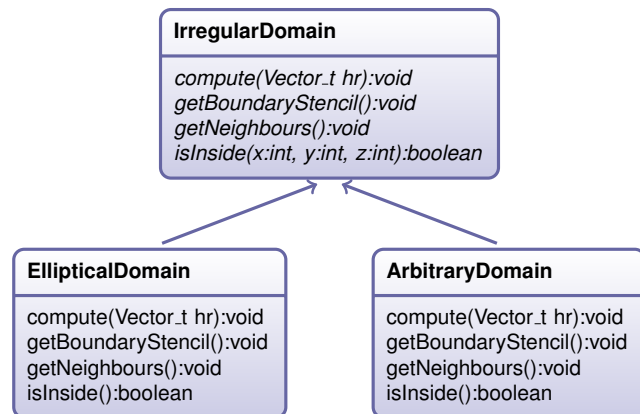 IrregularDomain
compute(Vector_t hr):void
getBoundaryStencil():void
getNeighbours():void
isInside(x:int, y:int, z:int):boolean
EllipticalDomain
compute(Vector_t hr):void
getBoundaryStencil():void
getNeighbours():void
isInside():boolean
ArbitraryDomain
compute(Vector_t hr):void
getBoundaryStencil():void
getNeighbours():void
isInside():boolean